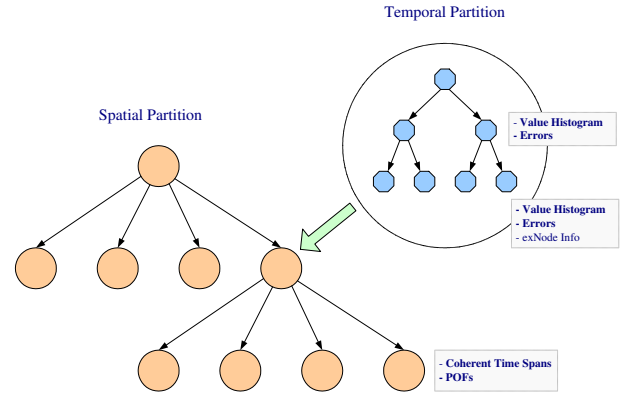 Temporal Partition
Spatial Partition
- Value Histogram
- Errors
- Value Histogram
- Errors
- exNode Info
- Coherent Time Spans
- POFs